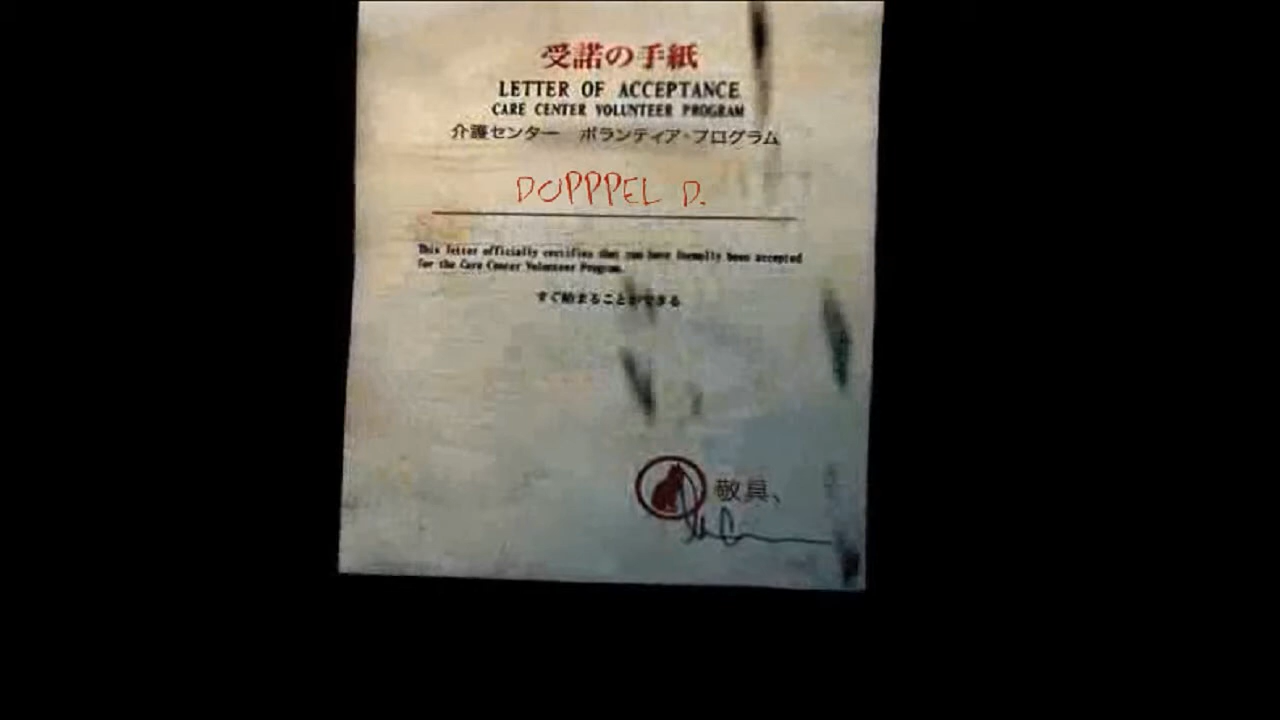 受諾の手紙
LETTER OF ACCEPTANCE
CARE CENTER VOLUNTEER PROGRAM
介護センター ボランティア・プログラム
DOPPPEL D.
This letter officially certifies that you have formally been accepted
for the Care Center Volunteer Program.
すぐ始まることができる
敬具、